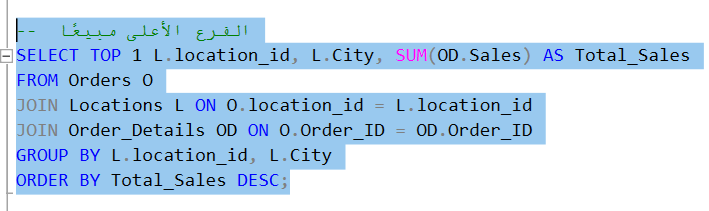 -- الفرع الأعلى مبيعًا
SELECT TOP 1 L.location_id, L.City, SUM(OD.Sales) AS Total_Sales
FROM Orders O
JOIN Locations L ON O.location_id = L.location_id
JOIN Order_Details OD ON O.Order_ID = OD.Order_ID
GROUP BY L.location_id, L.City
ORDER BY Total_Sales DESC;